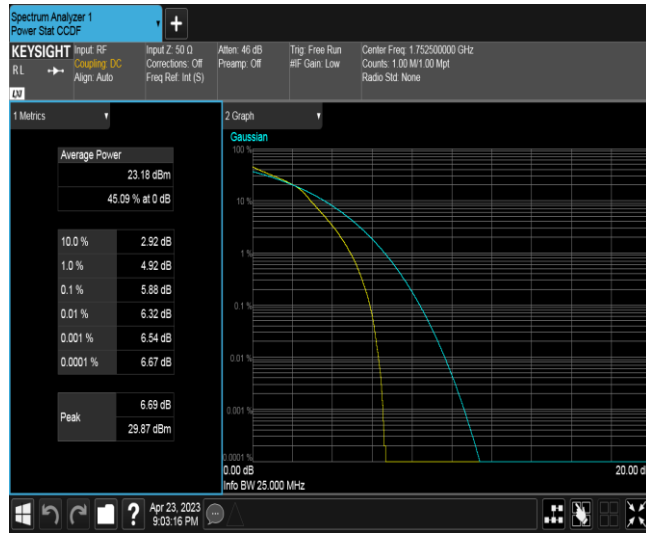 Spectrum Analyzer 1
Power Stat CCDF
+
KEYSIGHT
RL
LXI
Input: RF
Coupling: DC
Align: Auto
Input Z: 50 Ω
Corrections: Off
Freq Ref: Int (S)
Atten: 46 dB
Preamp: Off
Trig: Free Run
#IF Gain: Low
Center Freq: 1.752500000 GHz
Counts: 1.00 M/1.00 Mpt
Radio Std: None
1 Metrics
Average Power
23.18 dBm
45.09 % at 0 dB
10.0 % 2.92 dB
1.0 % 4.92 dB
0.1 % 5.88 dB
0.01 % 6.32 dB
0.001 % 6.54 dB
0.0001 % 6.67 dB
Peak
6.69 dB
29.87 dBm
2 Graph
Gaussian
100 %
10 %
1 %
0.1 %
0.01 %
0.001 %
0.0001 %
0.00 dB
20.00 d
Info BW 25.000 MHz
?
Apr 23, 2023
9:03:16 PM